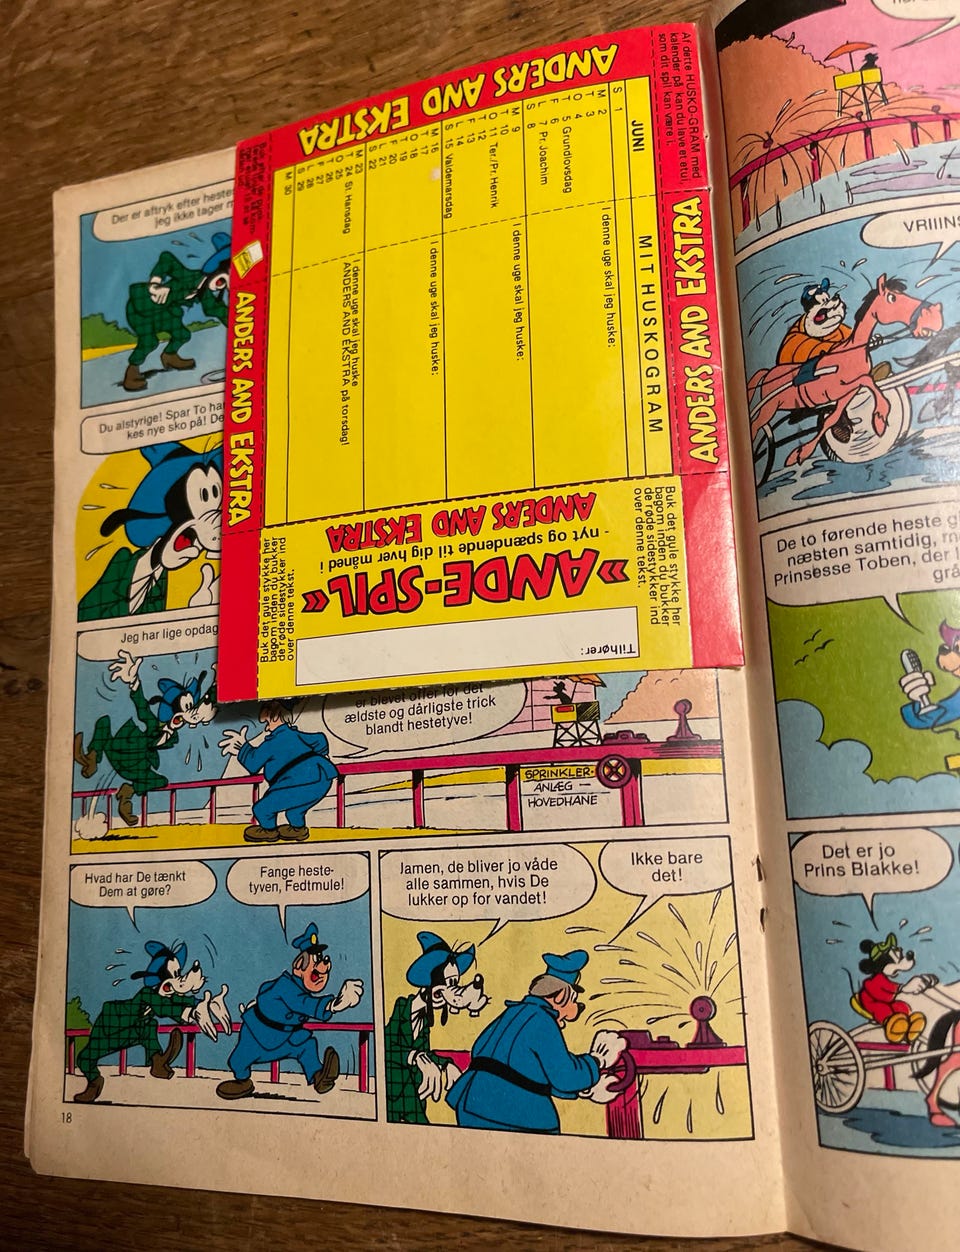 Der er aftryk efter heste
jeg ikke tager
Du alstyrige! Spar To
kes nye sko på!
Jeg har lige opdag
er blevet offer for det
ældste og dårligste trick
blandt hestetyve!
SPRINKLER-
ANLÆG –
HOVEDHANE
Hvad har De tænkt
Dem at gøre?
Fange heste-
tyven, Fedtmule!
Jamen, de bliver jo våde
alle sammen, hvis De
lukker op for vandet!
Ikke bare
det!
18
ANDERS AND EKSTRA
Af dette HUSKO-GRAM med
kalender på kan du lave et etui,
som dit spil kan være i.
ANDERS AND EKSTRA
JUNI
MIT HUSKOGRAM
S 1
M 2 I denne uge skal jeg huske:
T 3
O 4
T 5 Grundlovsdag
F 6
L 7 Pr. Joachim
S 8
M 9 I denne uge skal jeg huske:
T 10
O 11 Ter./Pr. Henrik
T 12
F 13
L 14
S 15 Valdemarsdag
M 16 I denne uge skal jeg huske:
T 17
O 18
T 19
F 20
L 21
S 22
M 23 I denne uge skal jeg huske
T 24 St. Hansdag ANDERS AND EKSTRA på torsdag!
O 25
T 26
F 27
L 28
S 29
M 30
ANDERS AND EKSTRA
Buk det gule stykke her
bagom inden du bukker
de røde sidestykker ind
over denne tekst.
Buk det gule stykke her
bagom inden du bukker
de røde sidestykker ind
over denne tekst.
Tilhører:
»ANDE-SPIL«
- nyt og spændende til dig hver måned i
ANDERS AND EKSTRA
VRIIINS
De to førende heste
næsten samtidig,
Prinsesse Toben, der
Det er jo
Prins Blakke!